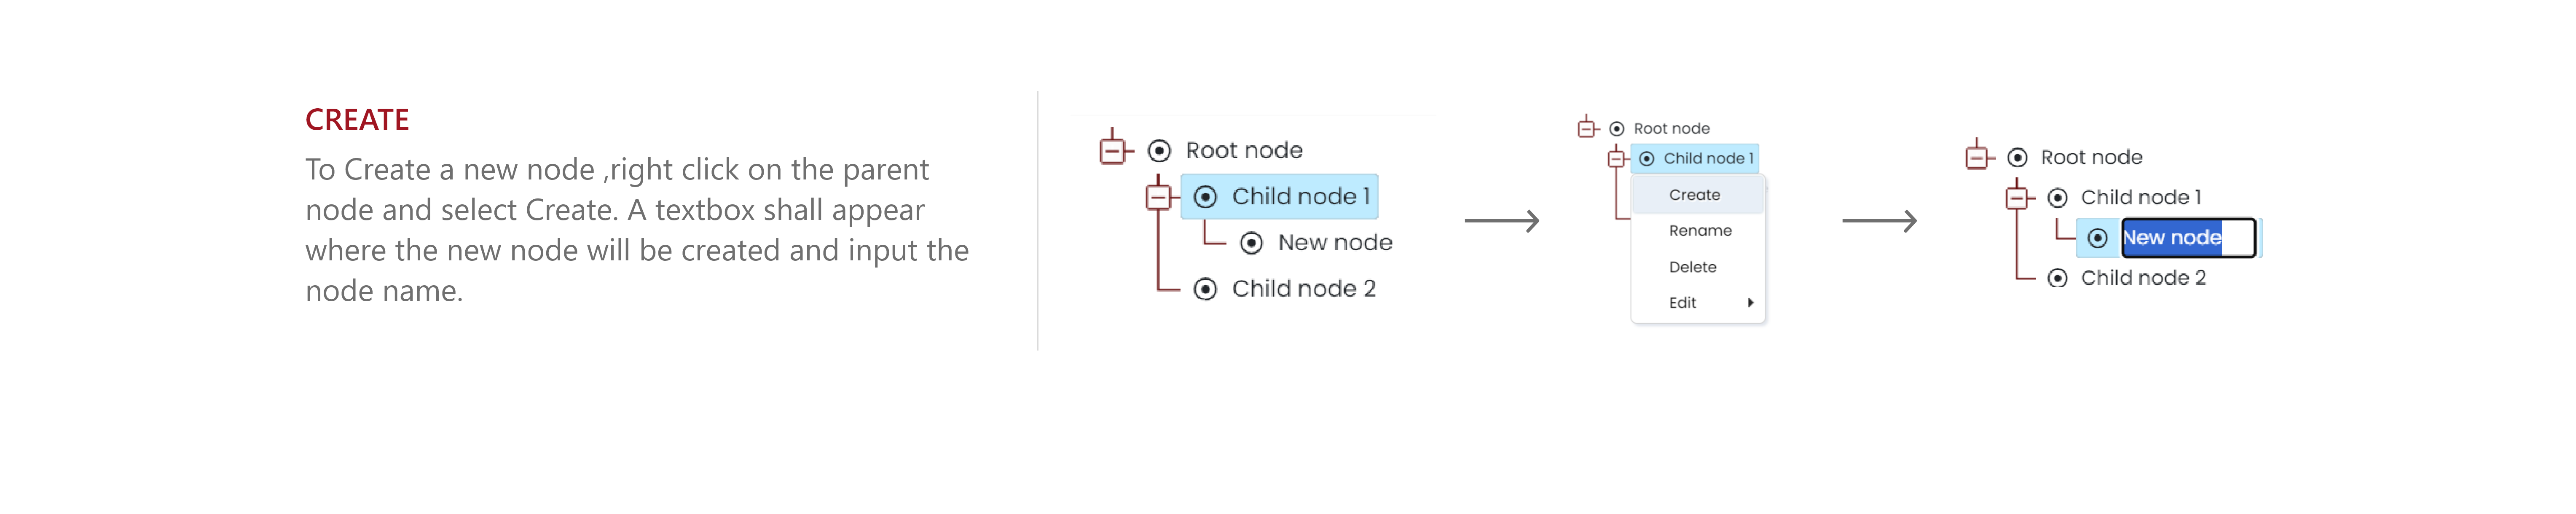 CREATE
To Create a new node ,right click on the parent
node and select Create. A textbox shall appear
where the new node will be created and input the
node name.
Root node
Child node 1
New node
Child node 2
Root node
Child node 1
Create
Rename
Delete
Edit
Root node
Child node 1
New node
Child node 2